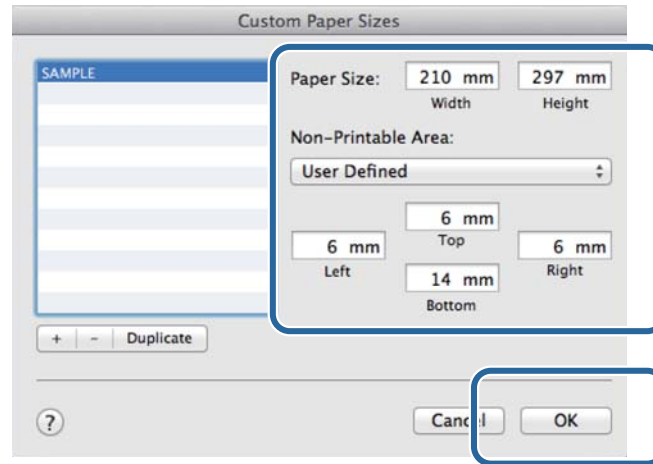 Custom Paper Sizes
SAMPLE
Paper Size:
210 mm
297 mm
Width
Height
Non-Printable Area:
User Defined
6 mm
Top
6 mm
Left
6 mm
Right
14 mm
Bottom
+
-
Duplicate
?
Cancel
OK